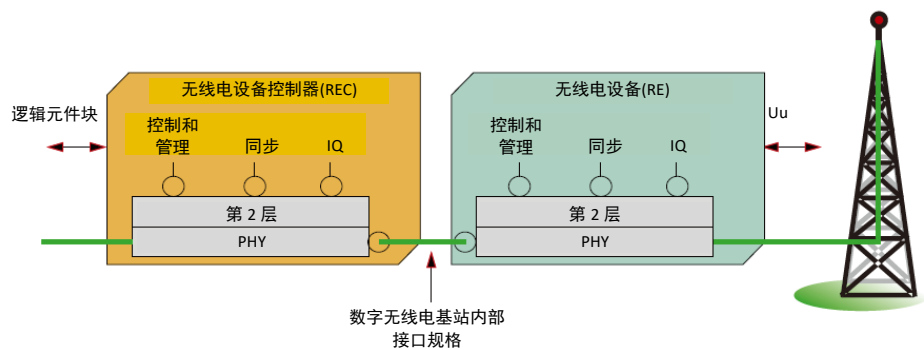 无线电设备控制器(REC)
无线电设备(RE)
逻辑元件块
Uu
控制和
管理
同步
IQ
控制和
管理
同步
IQ
第 2 层
PHY
第 2 层
PHY
数字无线电基站内部
接口规格